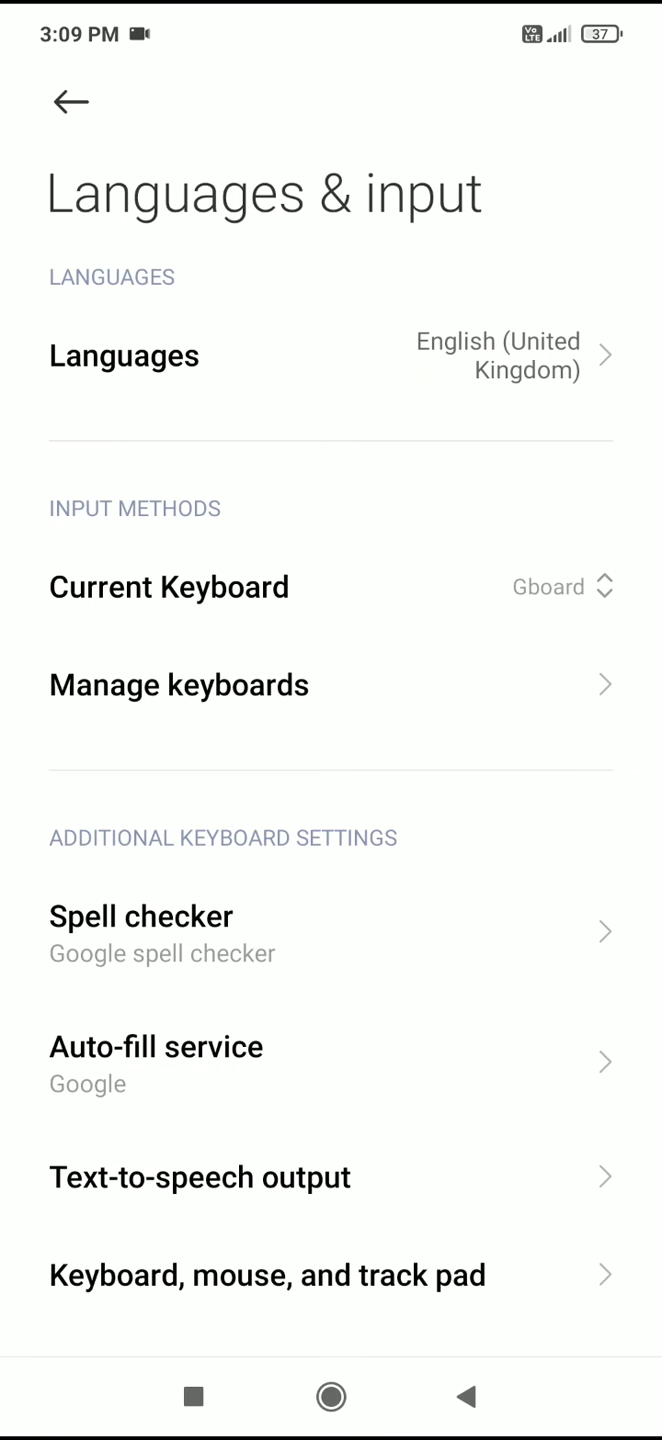 3:09 PM
Vo LTE
37
Languages & input
LANGUAGES
Languages
English (United
Kingdom)
INPUT METHODS
Current Keyboard
Gboard
Manage keyboards
ADDITIONAL KEYBOARD SETTINGS
Spell checker
Google spell checker
Auto-fill service
Google
Text-to-speech output
Keyboard, mouse, and track pad